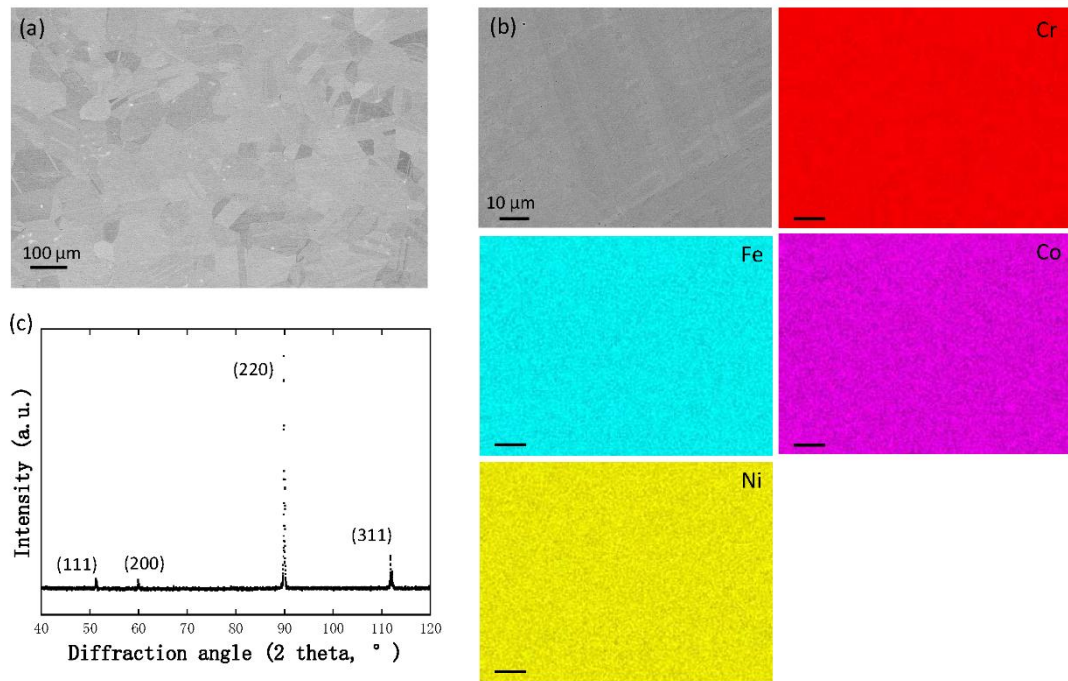 (a)
100 μm
(b)
10 μm
Cr
Fe
Co
Ni
(c)
Intensity (a.u.)
(111)
(200)
(220)
(311)
40 50 60 70 80 90 100 110 120
Diffraction angle (2 theta, °)